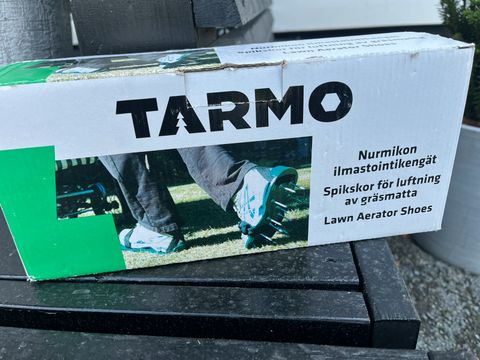 TARMO
Nurmikon
ilmastointikengät
Spikskor för luftning
av gräsmatta
Lawn Aerator Shoes